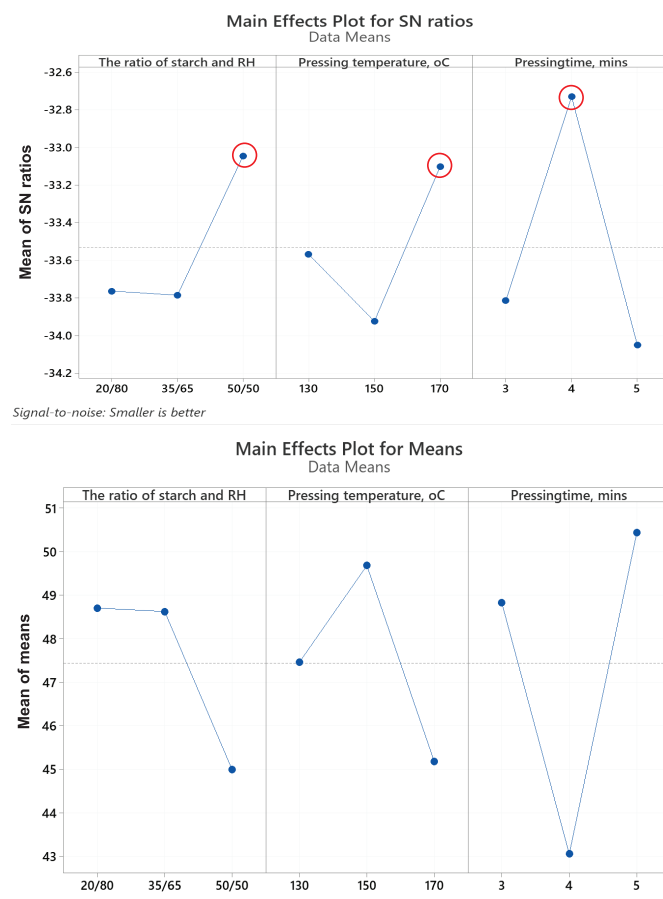 Main Effects Plot for SN ratios
Data Means
The ratio of starch and RH Pressing temperature, oC Pressingtime, mins
Mean of SN ratios
-32.6
-32.8
-33.0
-33.2
-33.4
-33.6
-33.8
-34.0
-34.2
20/80 35/65 50/50 130 150 170 3 4 5
Signal-to-noise: Smaller is better
Main Effects Plot for Means
Data Means
The ratio of starch and RH Pressing temperature, oC Pressingtime, mins
Mean of means
51
50
49
48
47
46
45
44
43
20/80 35/65 50/50 130 150 170 3 4 5